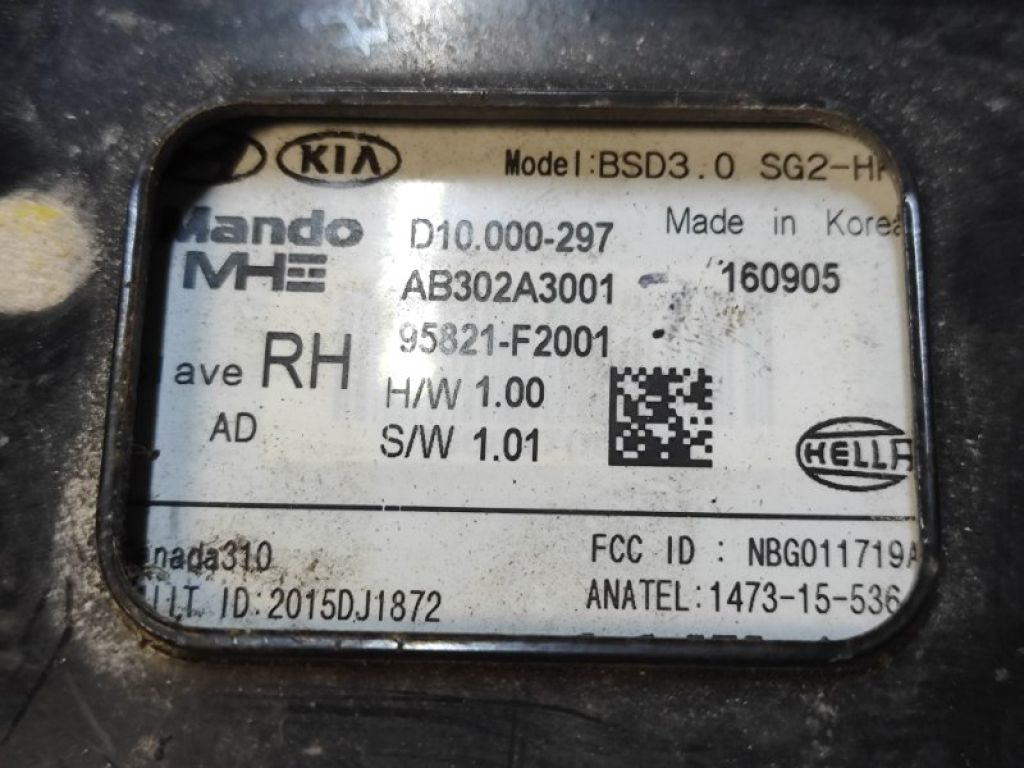 KIA Model:BSD3.0 SG2-H
Mando D10.000-297 Made in Korea
MHE AB302A3001 160905
95821-F2001
ave RH
H/W 1.00
AD S/W 1.01
HELLA
nada310 FCC ID : NBG011719A
IIT ID:2015DJ1872 ANATEL:1473-15-536